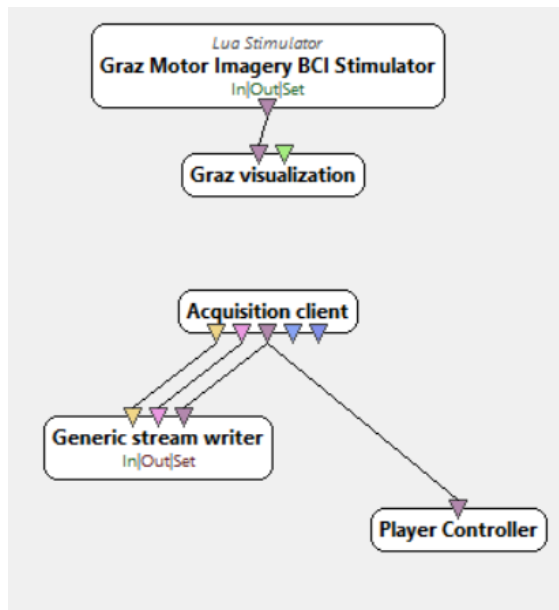 Lua Stimulator
Graz Motor Imagery BCI Stimulator
In|Out|Set
Graz visualization
Acquisition client
Generic stream writer
In|Out|Set
Player Controller